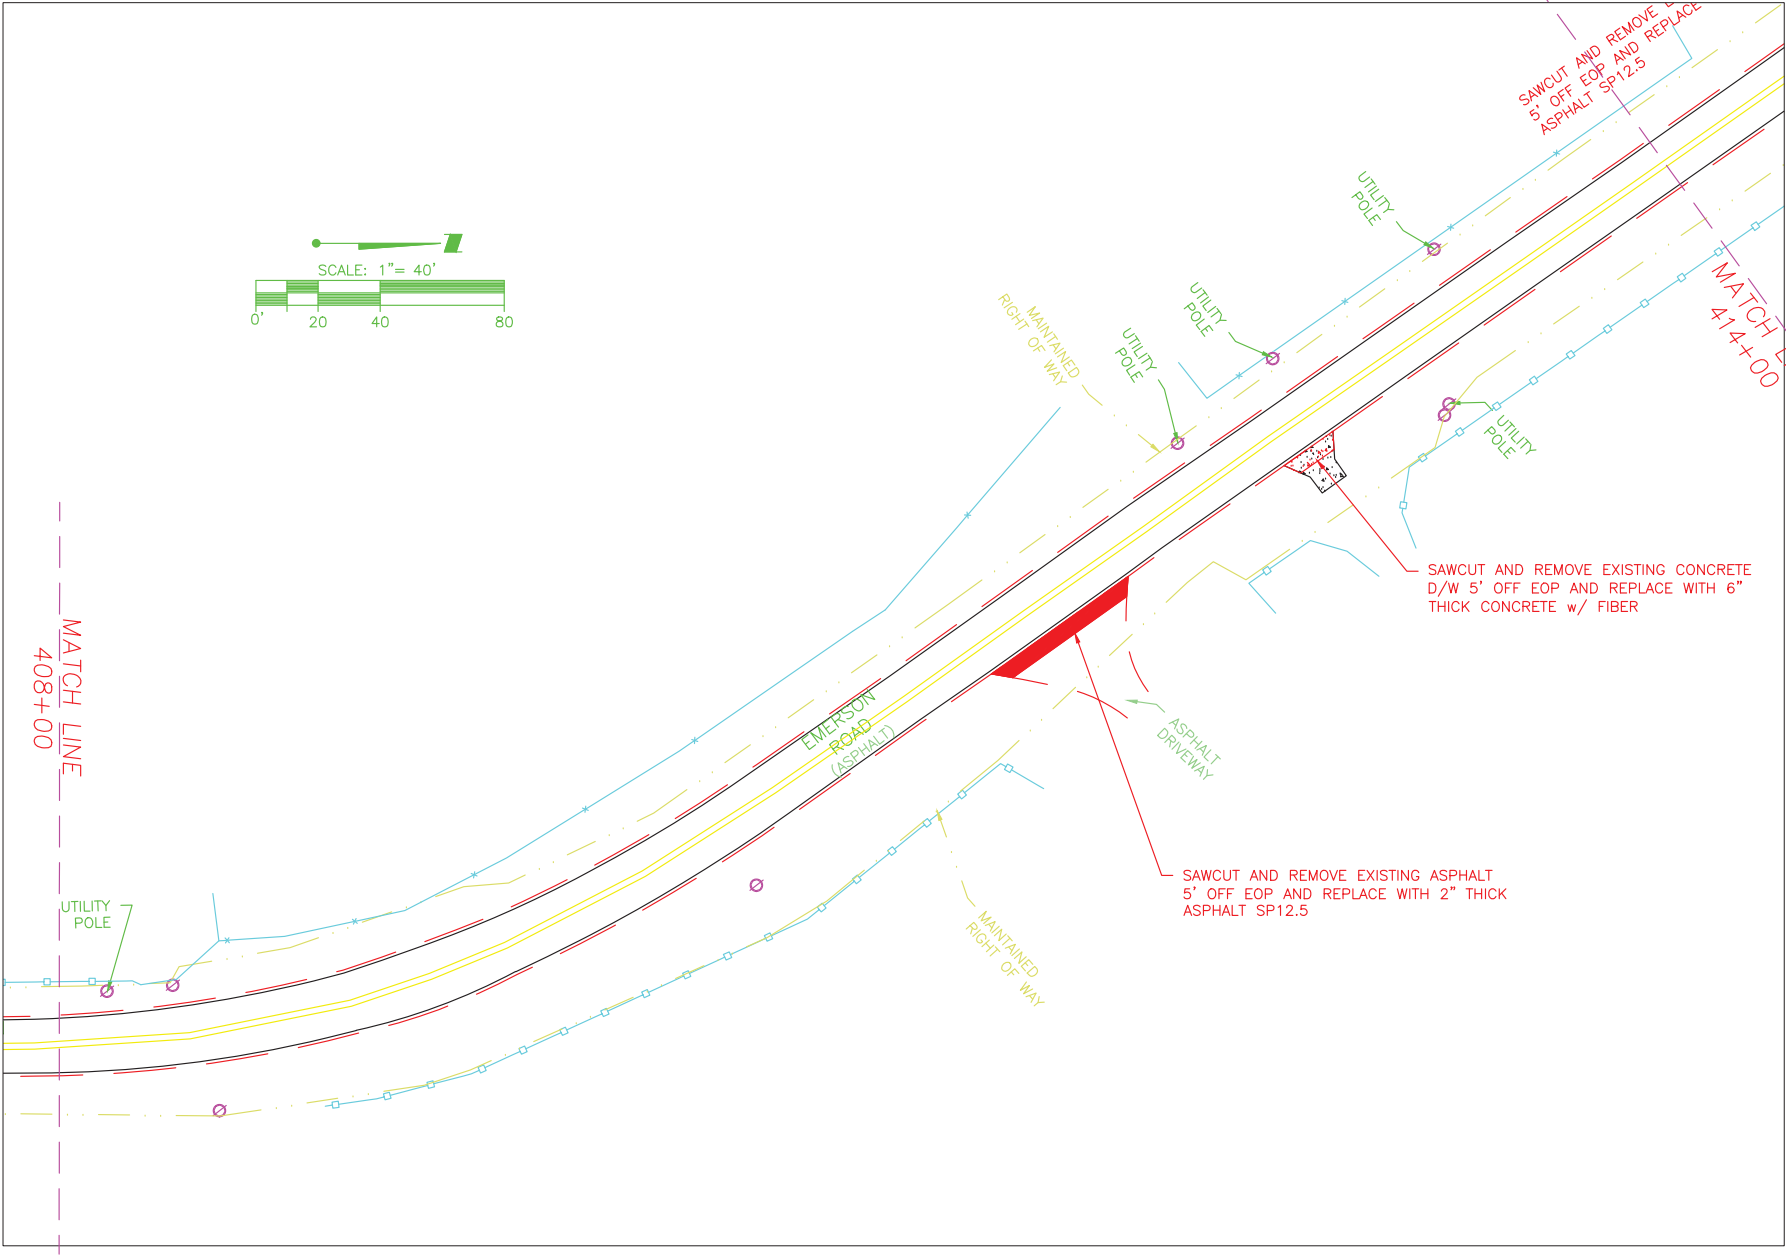 SAWCUT AND REMOVE
5' OFF EOP AND REPLACE
ASPHALT SP12.5
UTILITY
POLE
SCALE: 1"= 40'
0'
20
40
80
MAINTAINED
RIGHT OF WAY
UTILITY
POLE
UTILITY
POLE
MATCH
414+00
UTILITY
POLE
SAWCUT AND REMOVE EXISTING CONCRETE
D/W 5' OFF EOP AND REPLACE WITH 6"
THICK CONCRETE w/ FIBER
MATCH LINE
408+00
EMERSON
ROAD
(ASPHALT)
ASPHALT
DRIVEWAY
SAWCUT AND REMOVE EXISTING ASPHALT
5' OFF EOP AND REPLACE WITH 2" THICK
ASPHALT SP12.5
UTILITY
POLE
MAINTAINED
RIGHT OF WAY